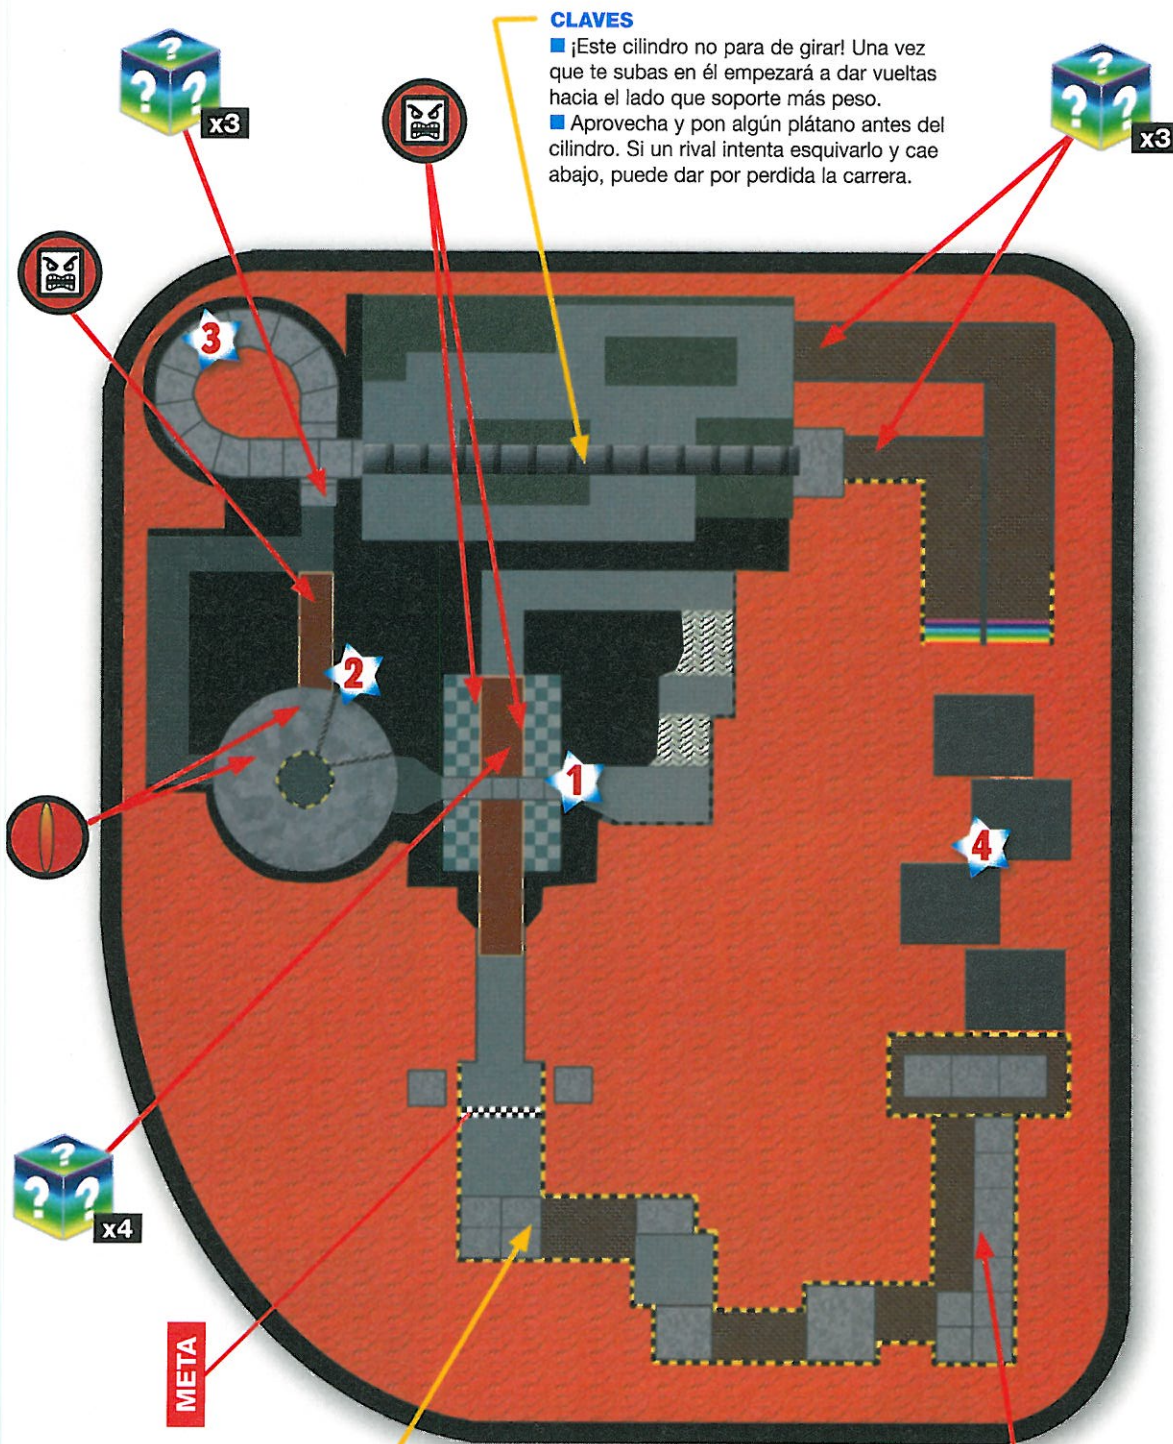 CLAVES
■ ¡Este cilindro no para de girar! Una vez
que te subas en él empezará a dar vueltas
hacia el lado que soporte más peso.
■ Aprovecha y pon algún plátano antes del
cilindro. Si un rival intenta esquivarlo y cae
abajo, puede dar por perdida la carrera.
? ? ?
x3
? ? ?
x3
3
2
1
4
? ? ?
x4
META